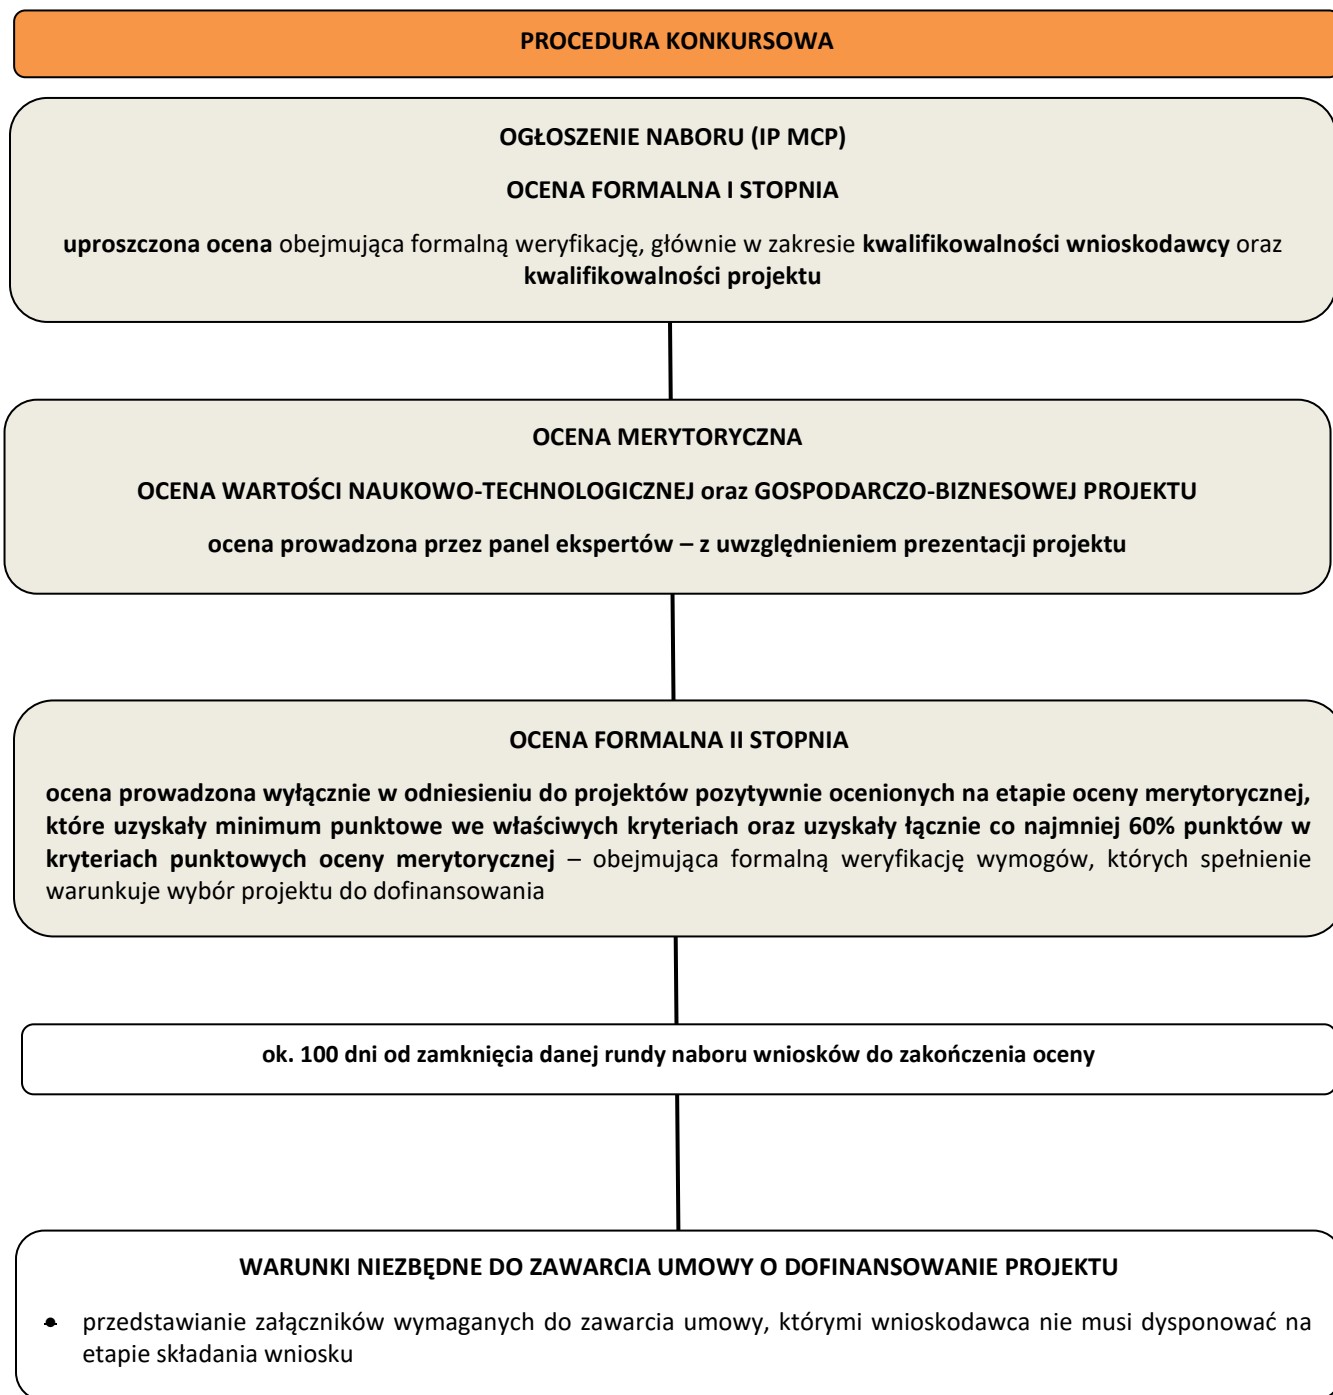 PROCEDURA KONKURSOWA
OGŁOSZENIE NABORU (IP MCP)
OCENA FORMALNA I STOPNIA
uproszczona ocena obejmująca formalną weryfikację, głównie w zakresie kwalifikowalności wnioskodawcy oraz
kwalifikowalności projektu
OCENA MERYTORYCZNA
OCENA WARTOŚCI NAUKOWO-TECHNOLOGICZNEJ oraz GOSPODARCZO-BIZNESOWEJ PROJEKTU
ocena prowadzona przez panel ekspertów – z uwzględnieniem prezentacji projektu
OCENA FORMALNA II STOPNIA
ocena prowadzona wyłącznie w odniesieniu do projektów pozytywnie ocenionych na etapie oceny merytorycznej,
które uzyskały minimum punktowe we właściwych kryteriach oraz uzyskały łącznie co najmniej 60% punktów w
kryteriach punktowych oceny merytorycznej – obejmująca formalną weryfikację wymogów, których spełnienie
warunkuje wybór projektu do dofinansowania
ok. 100 dni od zamknięcia danej rundy naboru wniosków do zakończenia oceny
WARUNKI NIEZBĘDNE DO ZAWARCIA UMOWY O DOFINANSOWANIE PROJEKTU
• przedstawianie załączników wymaganych do zawarcia umowy, którymi wnioskodawca nie musi dysponować na
etapie składania wniosku